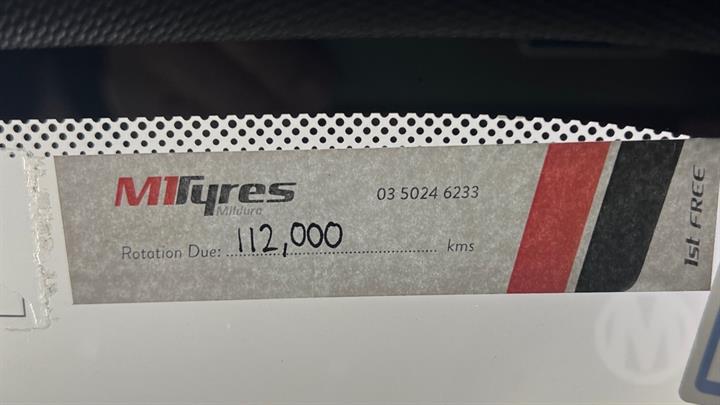 M1Tyres
Mildura
03 5024 6233
Rotation Due: 112,000 kms
1st FREE
M